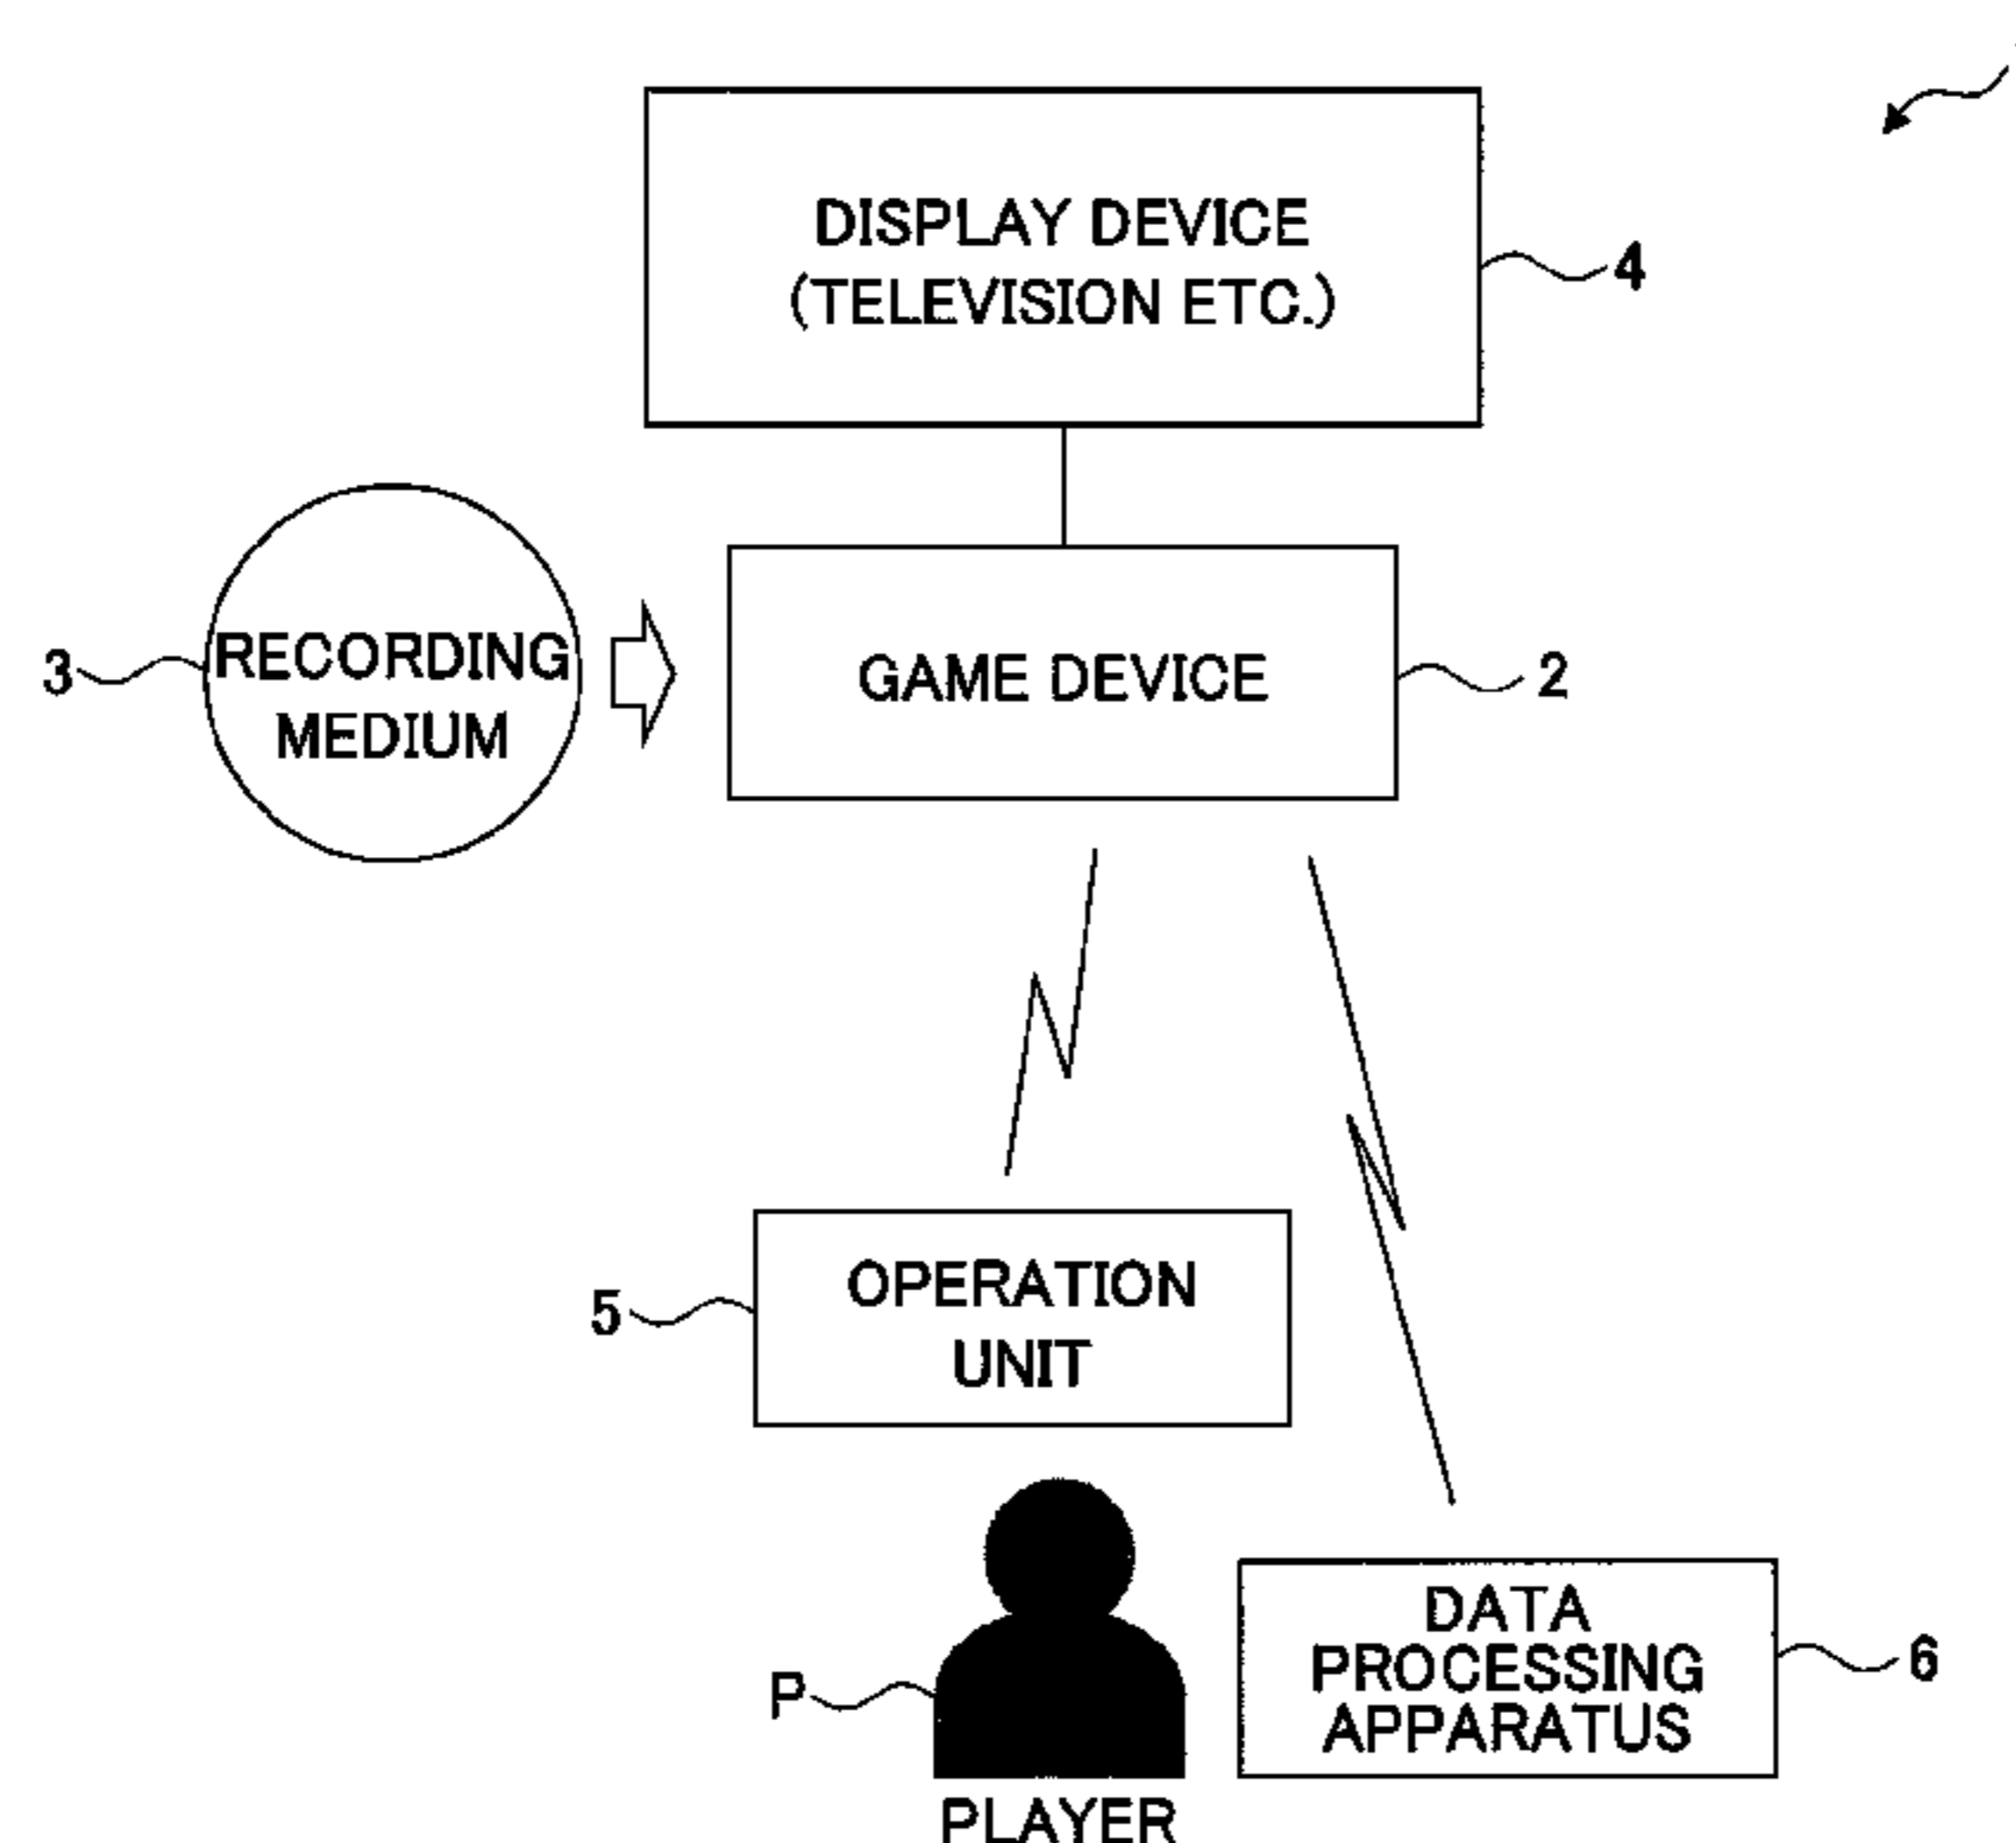 DISPLAY DEVICE
(TELEVISION ETC.)
4
3
RECORDING
MEDIUM
GAME DEVICE
2
5
OPERATION
UNIT
P
PLAYER
DATA
PROCESSING
APPARATUS
6